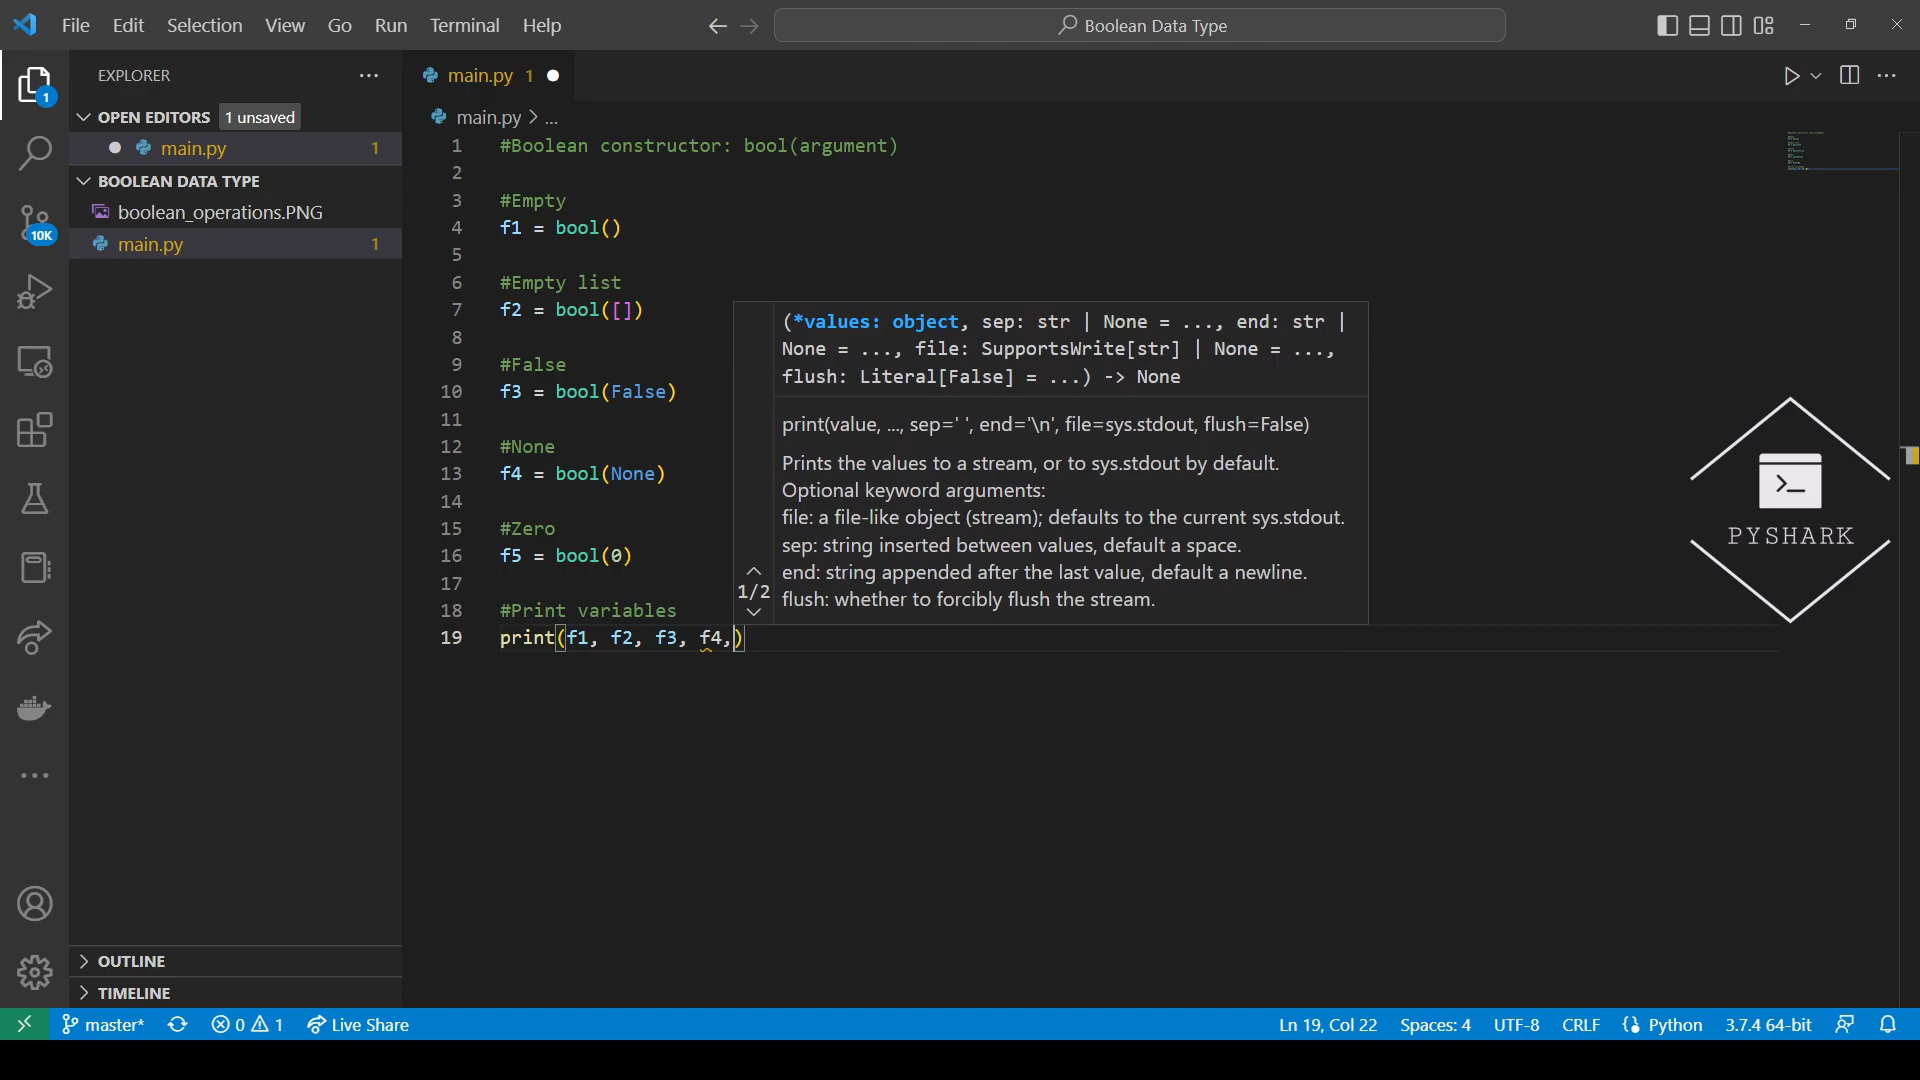 File Edit Selection View Go Run Terminal Help
Boolean Data Type
EXPLORER
OPEN EDITORS 1 unsaved
main.py 1
BOOLEAN DATA TYPE
boolean_operations.PNG
main.py 1
1
10K
OUTLINE
TIMELINE
main.py 1
main.py > ...
1 #Boolean constructor: bool(argument)
2
3 #Empty
4 f1 = bool()
5
6 #Empty list
7 f2 = bool([])
8
9 #False
10 f3 = bool(False)
11
12 #None
13 f4 = bool(None)
14
15 #Zero
16 f5 = bool(0)
17
18 #Print variables
19 print(f1, f2, f3, f4,)
(*values: object, sep: str | None = ..., end: str |
None = ..., file: SupportsWrite[str] | None = ...,
flush: Literal[False] = ...) -> None
print(value, ..., sep=' ', end='\n', file=sys.stdout, flush=False)
Prints the values to a stream, or to sys.stdout by default.
Optional keyword arguments:
file: a file-like object (stream); defaults to the current sys.stdout.
sep: string inserted between values, default a space.
end: string appended after the last value, default a newline.
flush: whether to forcibly flush the stream.
1/2
PYSHARK
master* 0 1 Live Share
Ln 19, Col 22 Spaces: 4 UTF-8 CRLF Python 3.7.4 64-bit